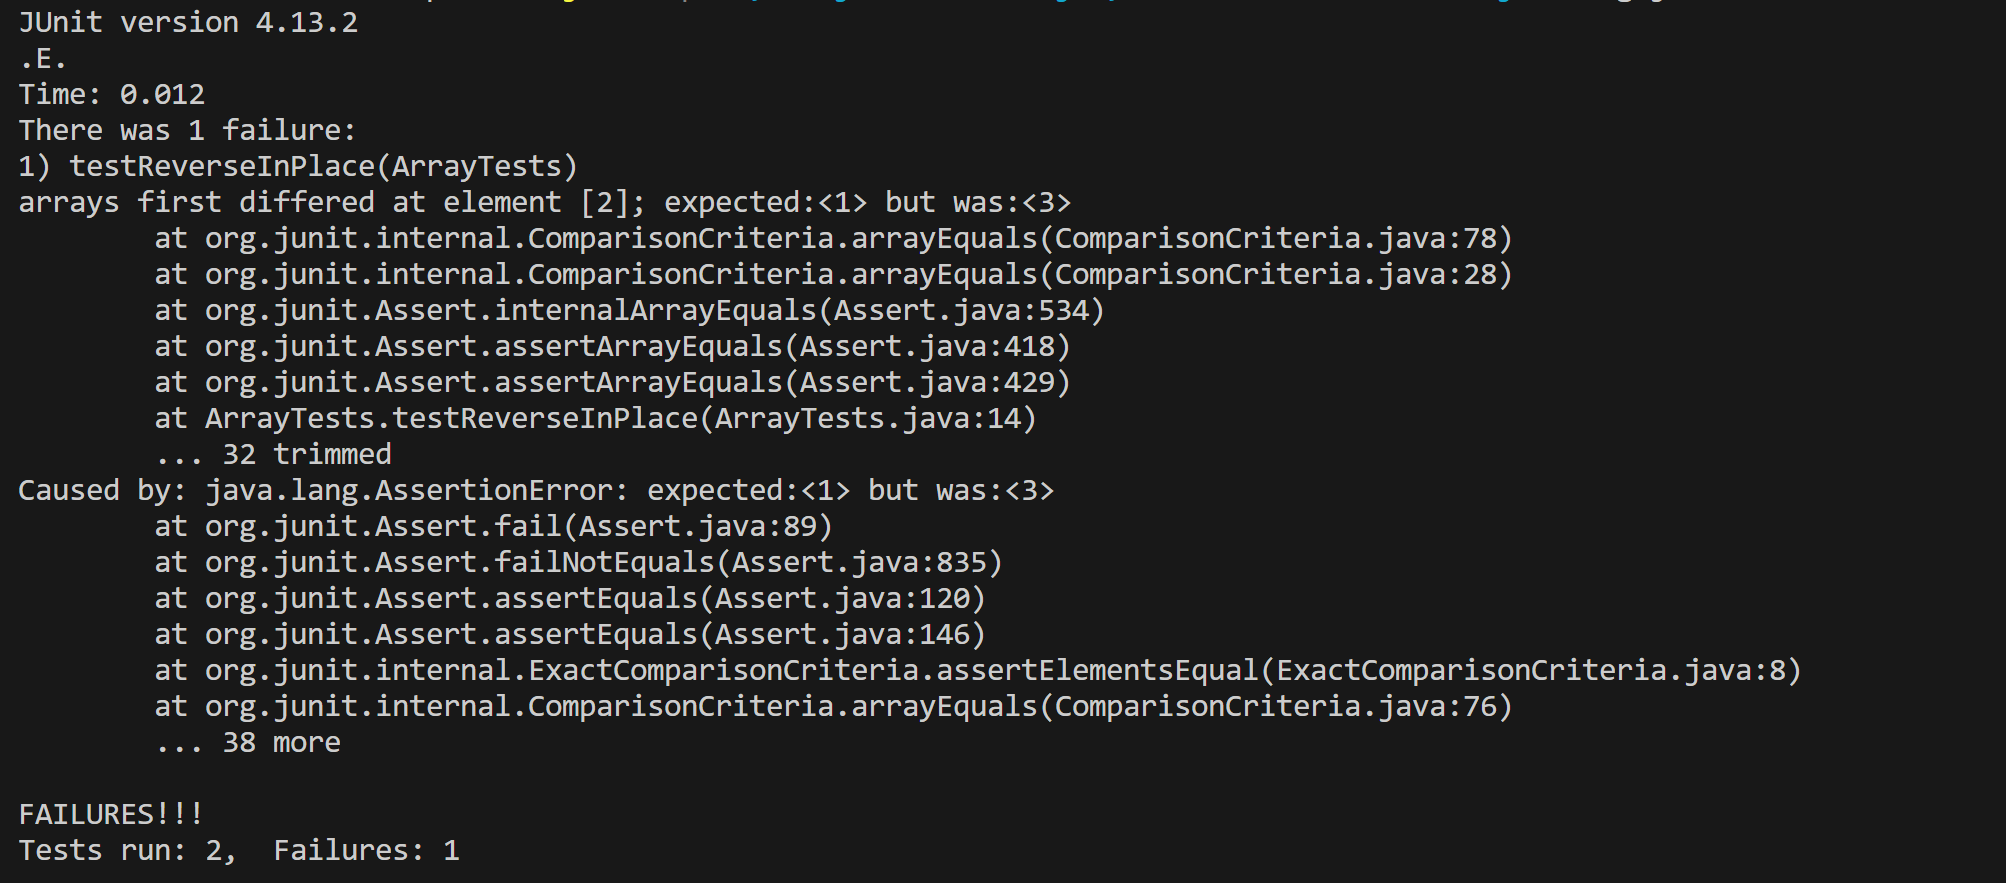 JUnit version 4.13.2
.E.
Time: 0.012
There was 1 failure:
1) testReverseInPlace(ArrayTests)
arrays first differed at element [2]; expected:<1> but was:<3>
        at org.junit.internal.ComparisonCriteria.arrayEquals(ComparisonCriteria.java:78)
        at org.junit.internal.ComparisonCriteria.arrayEquals(ComparisonCriteria.java:28)
        at org.junit.Assert.internalArrayEquals(Assert.java:534)
        at org.junit.Assert.assertArrayEquals(Assert.java:418)
        at org.junit.Assert.assertArrayEquals(Assert.java:429)
        at ArrayTests.testReverseInPlace(ArrayTests.java:14)
        ... 32 trimmed
Caused by: java.lang.AssertionError: expected:<1> but was:<3>
        at org.junit.Assert.fail(Assert.java:89)
        at org.junit.Assert.failNotEquals(Assert.java:835)
        at org.junit.Assert.assertEquals(Assert.java:120)
        at org.junit.Assert.assertEquals(Assert.java:146)
        at org.junit.internal.ExactComparisonCriteria.assertElementsEqual(ExactComparisonCriteria.java:8)
        at org.junit.internal.ComparisonCriteria.arrayEquals(ComparisonCriteria.java:76)
        ... 38 more

FAILURES!!!
Tests run: 2,  Failures: 1